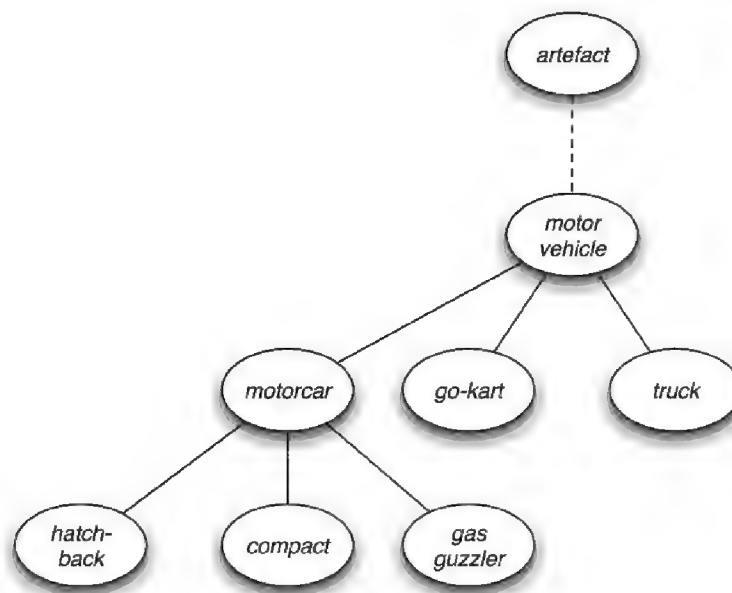 artefact
motor
vehicle
motorcar
go-kart
truck
hatch-
back
compact
gas
guzzler